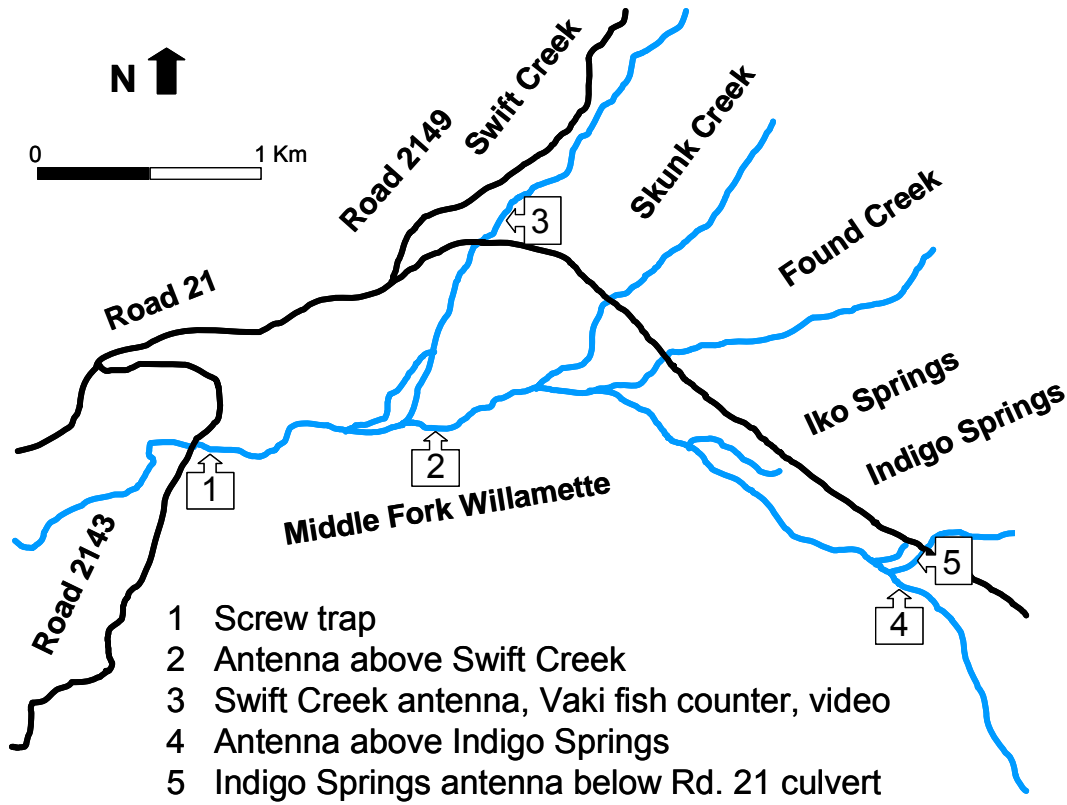 N
0 1 Km
Road 2149
Swift Creek
Skunk Creek
Found Creek
Road 21
3
Iko Springs
Indigo Springs
2
1
Middle Fork Willamette
5
4
Road 2143
1 Screw trap
2 Antenna above Swift Creek
3 Swift Creek antenna, Vaki fish counter, video
4 Antenna above Indigo Springs
5 Indigo Springs antenna below Rd. 21 culvert